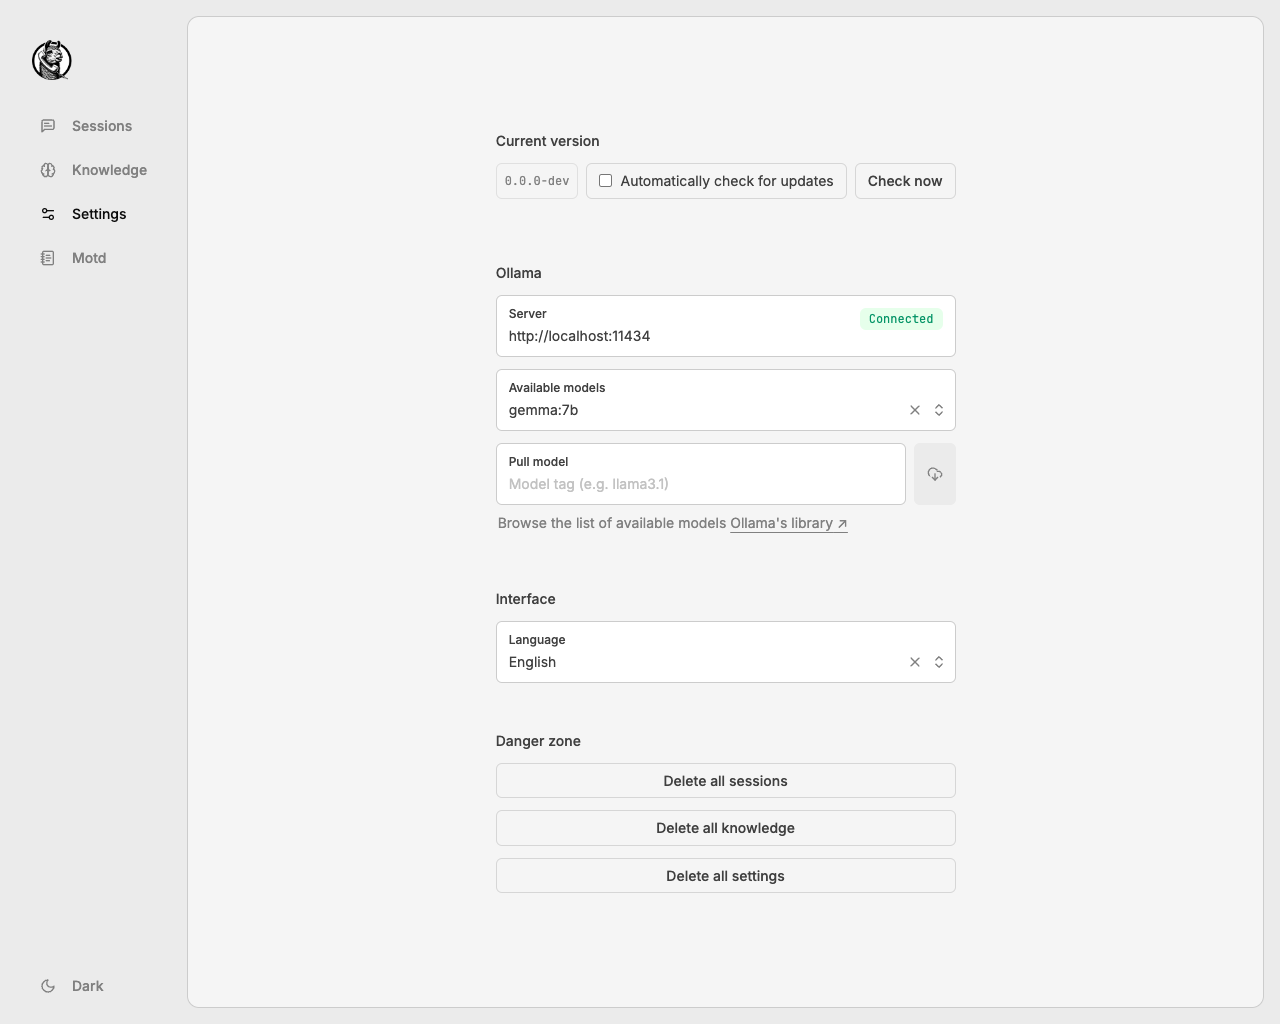 Sessions
Knowledge
Settings
Motd
Dark
Current version
0.0.0-dev
Automatically check for updates
Check now
Ollama
Server
http://localhost:11434
Connected
Available models
gemma:7b
Pull model
Model tag (e.g. llama3.1)
Browse the list of available models Ollama's library ↗
Interface
Language
English
Danger zone
Delete all sessions
Delete all knowledge
Delete all settings